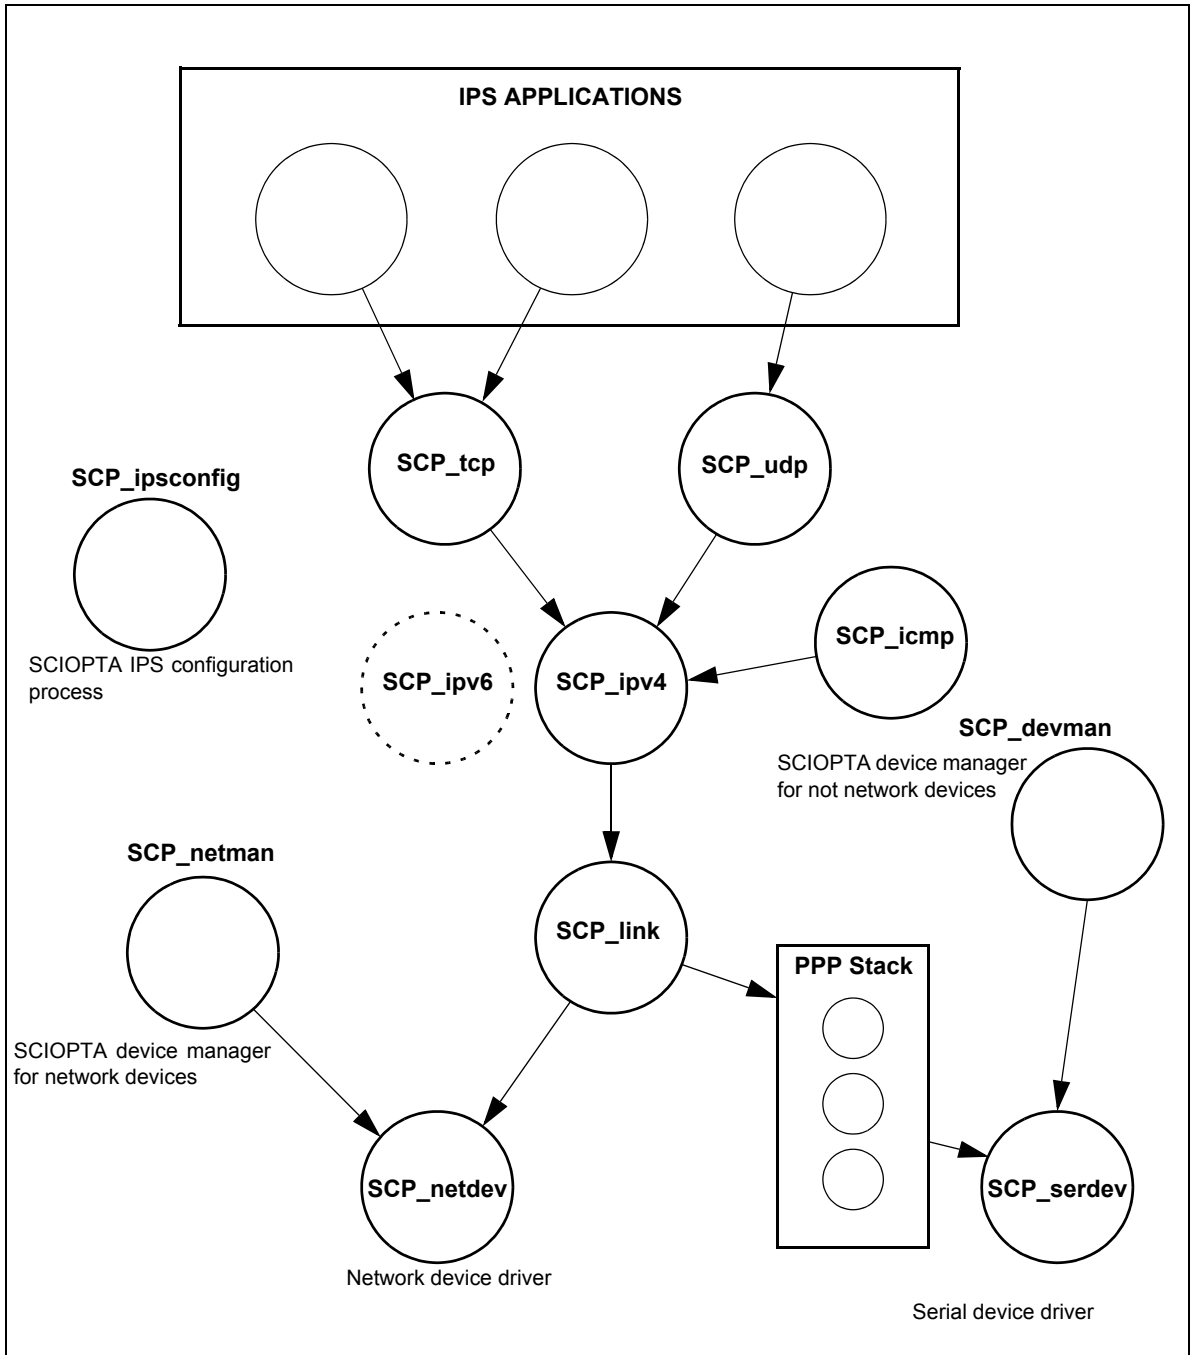 IPS APPLICATIONS
SCP_tcp
SCP_udp
SCP_ipsconfig
SCIOPTA IPS configuration
process
SCP_ipv6
SCP_ipv4
SCP_icmp
SCP_devman
SCIOPTA device manager
for not network devices
SCP_netman
SCP_link
PPP Stack
SCIOPTA device manager
for network devices
SCP_netdev
SCP_serdev
Network device driver
Serial device driver